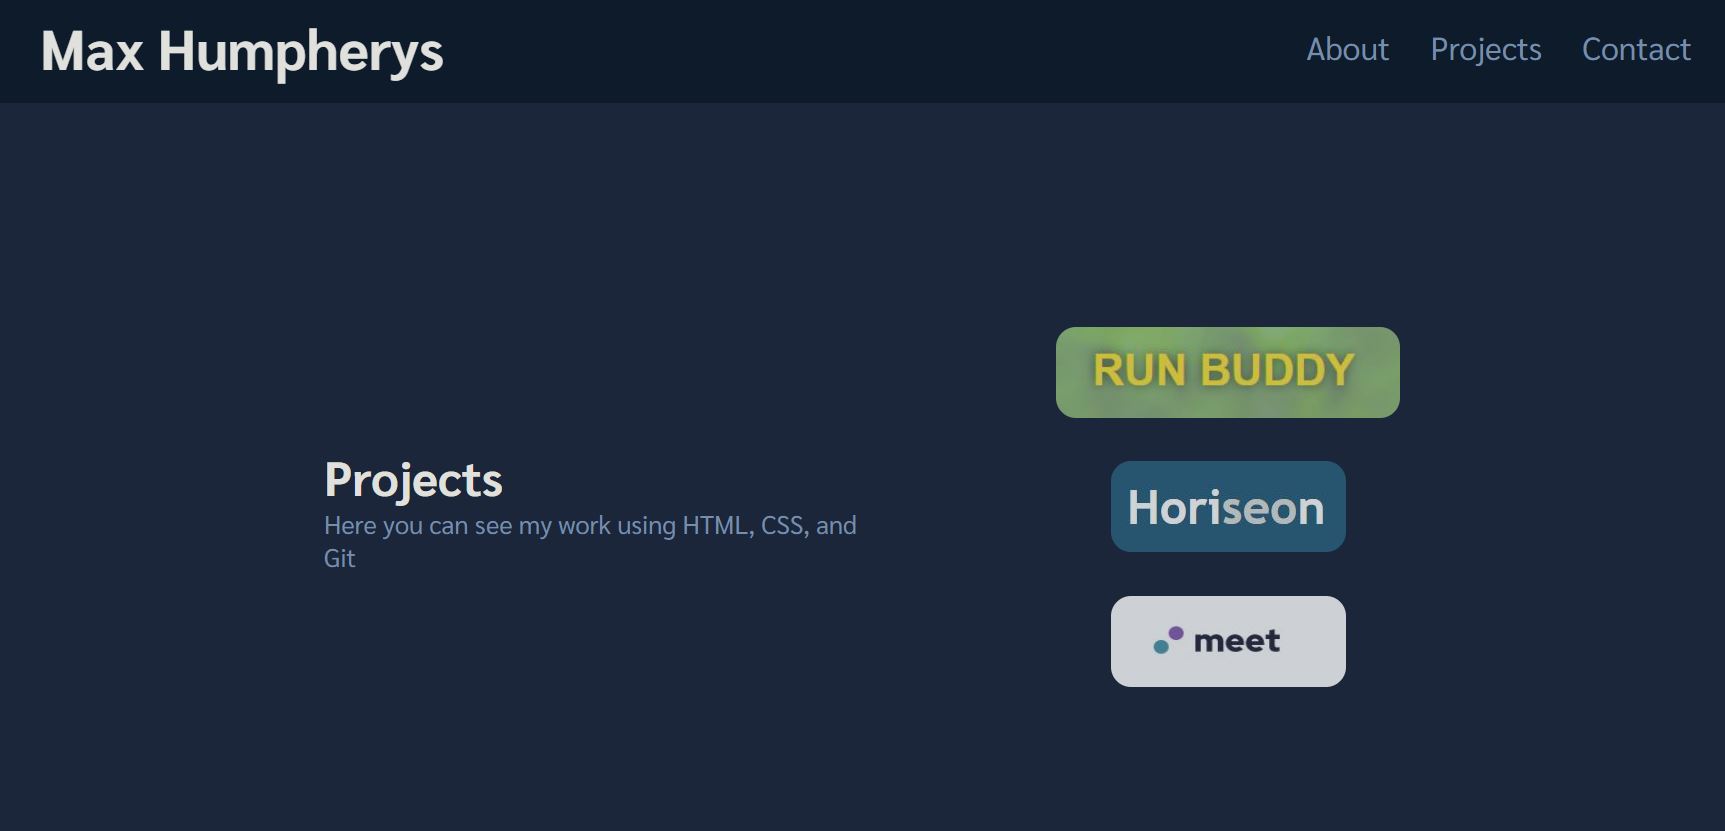 Max Humpherys
About Projects Contact
Projects
Here you can see my work using HTML, CSS, and
Git
RUN BUDDY
Horiseon
meet